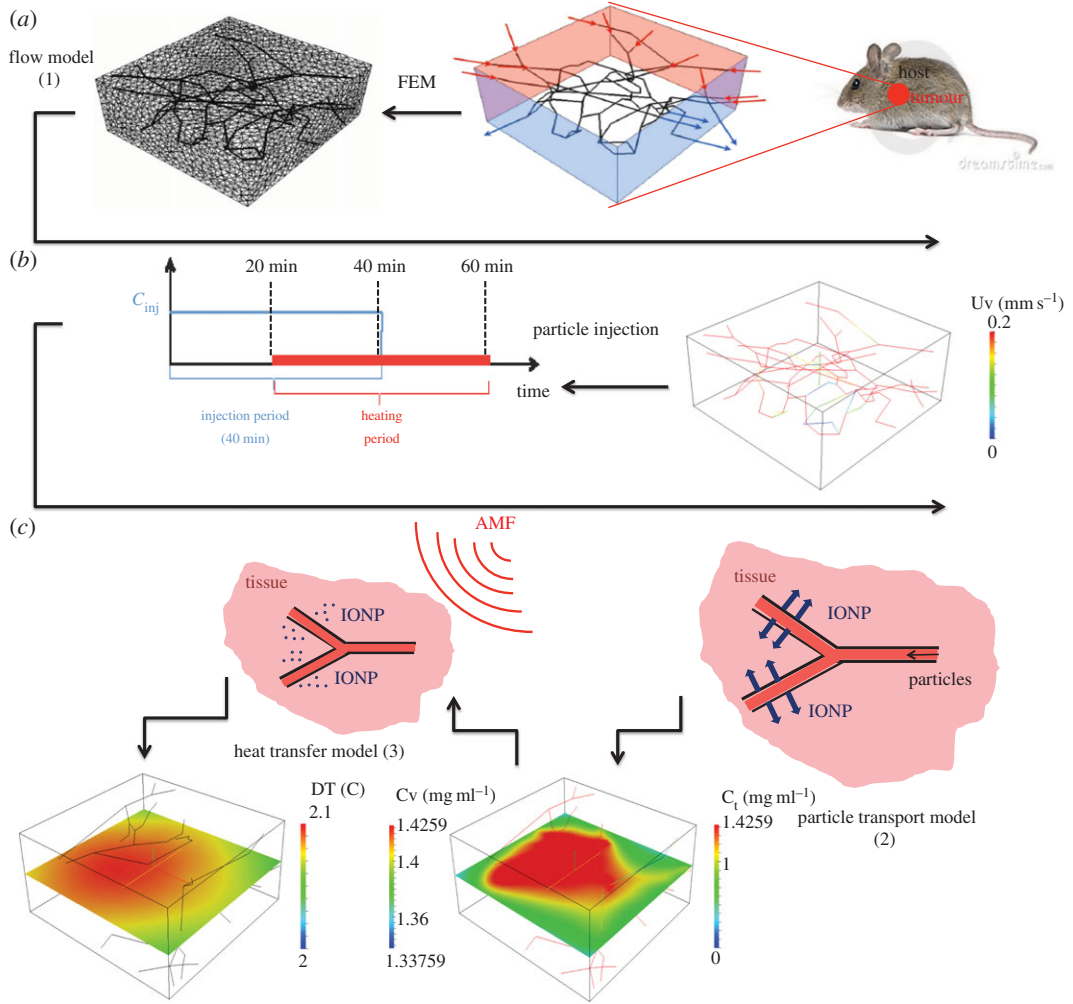 (a)
flow model
(1)
FEM
host
tumour
dreamstime.com
(b)
20 min
40 min
60 min
C_inj
particle injection
time
injection period
(40 min)
heating
period
Uv (mm s⁻¹)
0.2
0
(c)
AMF
tissue
IONP
IONP
heat transfer model (3)
tissue
IONP
particles
IONP
particle transport model
(2)
DT (C)
2.1
2
Cv (mg ml⁻¹)
1.4259
1.4
1.36
1.33759
C_t (mg ml⁻¹)
1.4259
1
0